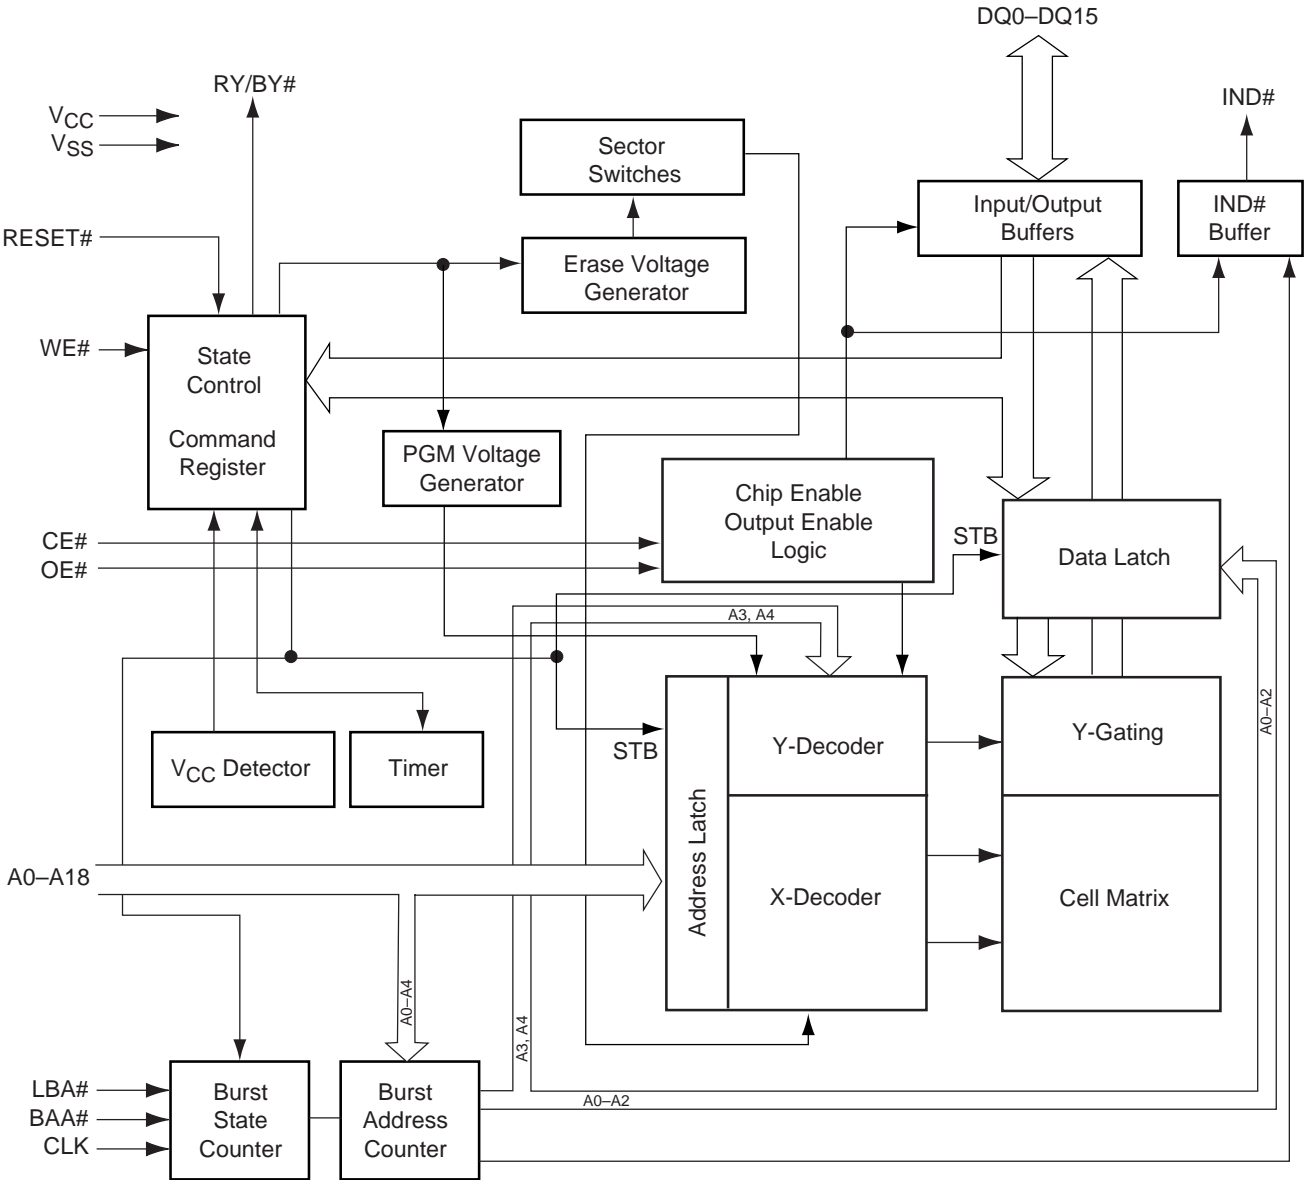 DQ0–DQ15
RY/BY#
IND#
VCC
VSS
Sector
Switches
Input/Output
Buffers
IND#
Buffer
RESET#
Erase Voltage
Generator
WE#
State
Control
Command
Register
PGM Voltage
Generator
Chip Enable
Output Enable
Logic
CE#
OE#
STB
Data Latch
A3, A4
A0–A2
STB
Y-Decoder
Y-Gating
VCC Detector
Timer
Address Latch
A0–A18
X-Decoder
Cell Matrix
A0–A4
A3, A4
LBA#
BAA#
CLK
Burst
State
Counter
Burst
Address
Counter
A0–A2